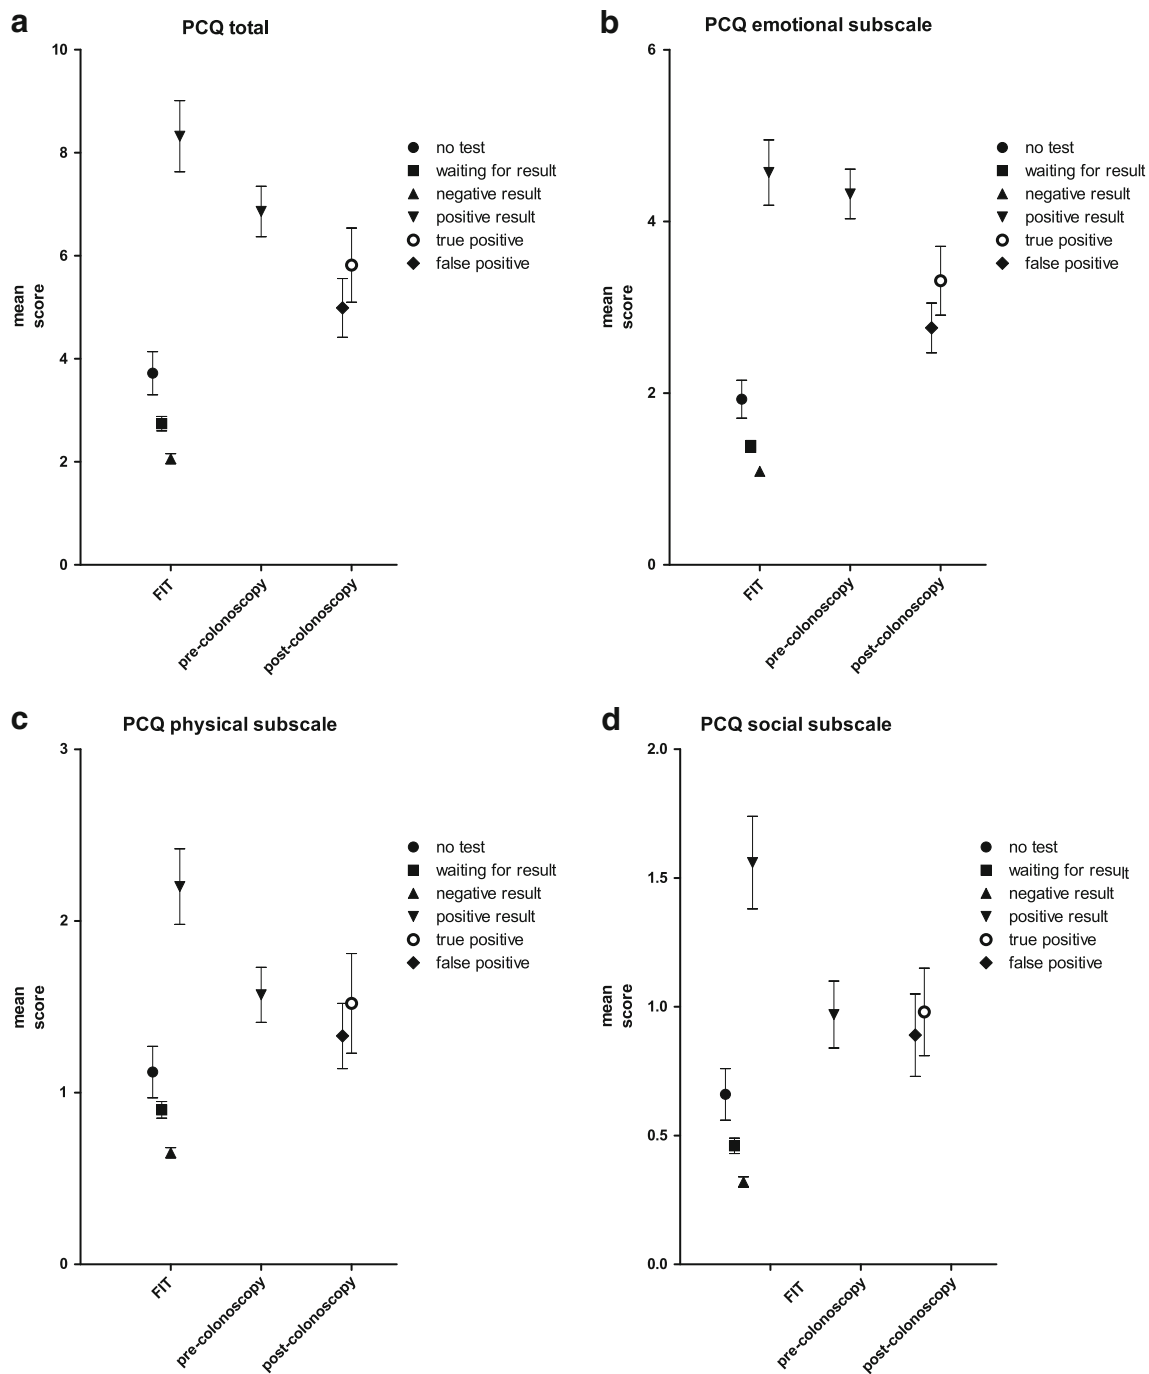 a
PCQ total
10
8
6
4
2
0
mean
score
FIT
pre-colonoscopy
post-colonoscopy
no test
waiting for result
negative result
positive result
true positive
false positive
b
PCQ emotional subscale
6
4
2
0
mean
score
FIT
pre-colonoscopy
post-colonoscopy
no test
waiting for result
negative result
positive result
true positive
false positive
c
PCQ physical subscale
3
2
1
0
mean
score
FIT
pre-colonoscopy
post-colonoscopy
no test
waiting for result
negative result
positive result
true positive
false positive
d
PCQ social subscale
2.0
1.5
1.0
0.5
0.0
mean
score
FIT
pre-colonoscopy
post-colonoscopy
no test
waiting for result
negative result
positive result
true positive
false positive